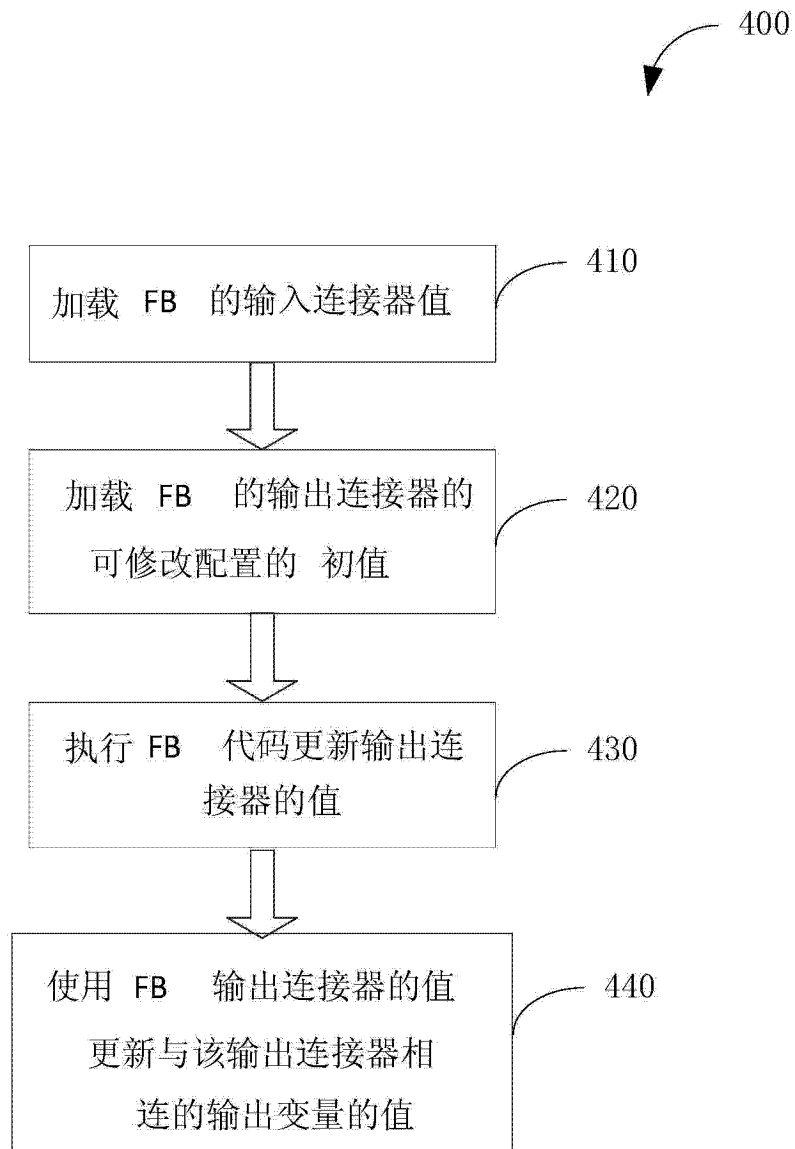 400
加载 FB 的输入连接器值
410
加载 FB 的输出连接器的
可修改配置的 初值
420
执行 FB 代码更新输出连
接器的值
430
使用 FB 输出连接器的值
更新与该输出连接器相
连的输出变量的值
440